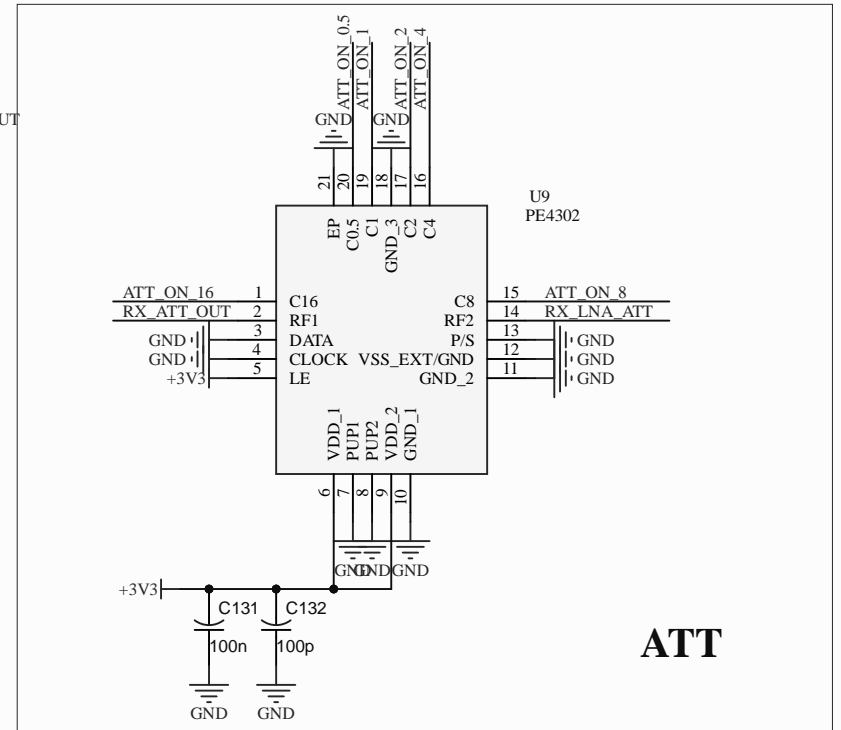 ATT_ON_0.5
ATT_ON_1
ATT_ON_2
ATT_ON_4
UT
GND
GND
21
20
19
18
17
16
U9
PE4302
EP
C0.5
C1
GND_3
C2
C4
ATT_ON_16
1
C16
C8
15
ATT_ON_8
RX_ATT_OUT
2
RF1
RF2
14
RX_LNA_ATT
GND
3
DATA
P/S
13
GND
GND
4
CLOCK
VSS_EXT/GND
12
GND
+3V3
5
LE
GND_2
11
GND
VDD_1
PUP1
PUP2
VDD_2
GND_1
6
7
8
9
10
GND
GND
GND
+3V3
C131
C132
100n
100p
ATT
GND
GND